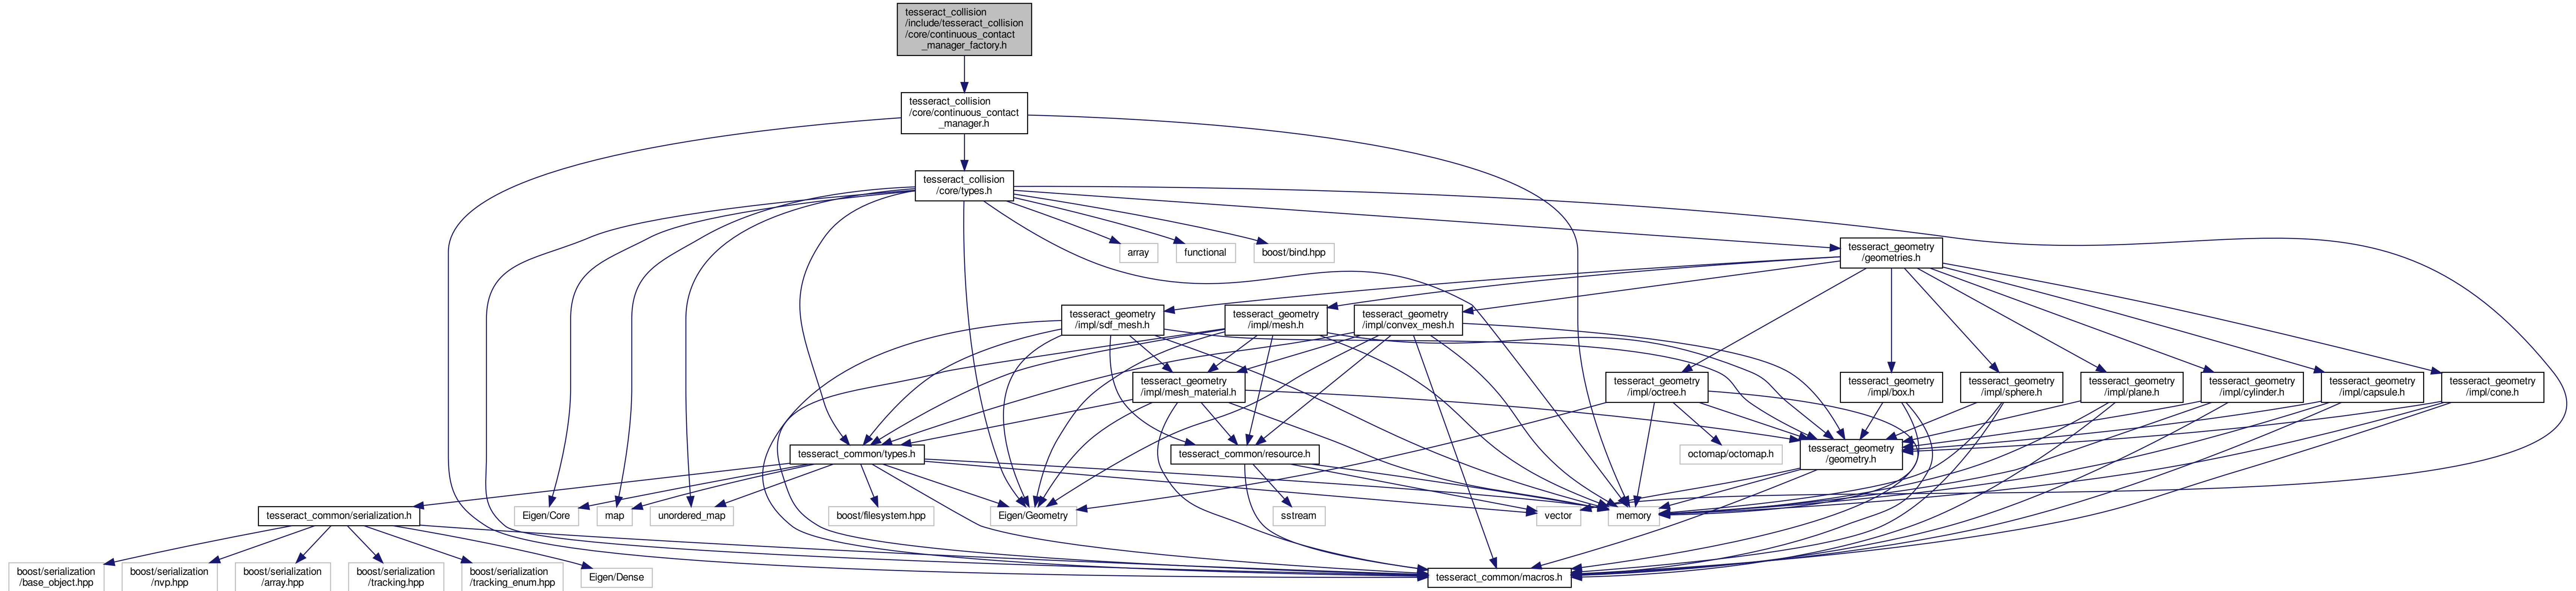 tesseract_collision
/include/tesseract_collision
/core/continuous_contact
_manager_factory.h
tesseract_collision
/core/continuous_contact
_manager.h
tesseract_collision
/core/types.h
array
functional
boost/bind.hpp
tesseract_geometry
/geometries.h
tesseract_geometry
/impl/sdf_mesh.h
tesseract_geometry
/impl/mesh.h
tesseract_geometry
/impl/convex_mesh.h
tesseract_geometry
/impl/mesh_material.h
tesseract_geometry
/impl/octree.h
tesseract_geometry
/impl/box.h
tesseract_geometry
/impl/sphere.h
tesseract_geometry
/impl/plane.h
tesseract_geometry
/impl/cylinder.h
tesseract_geometry
/impl/capsule.h
tesseract_geometry
/impl/cone.h
tesseract_common/types.h
tesseract_common/resource.h
octomap/octomap.h
tesseract_geometry
/geometry.h
tesseract_common/serialization.h
Eigen/Core
map
unordered_map
boost/filesystem.hpp
Eigen/Geometry
sstream
vector
memory
boost/serialization
/base_object.hpp
boost/serialization
/nvp.hpp
boost/serialization
/array.hpp
boost/serialization
/tracking.hpp
boost/serialization
/tracking_enum.hpp
Eigen/Dense
tesseract_common/macros.h